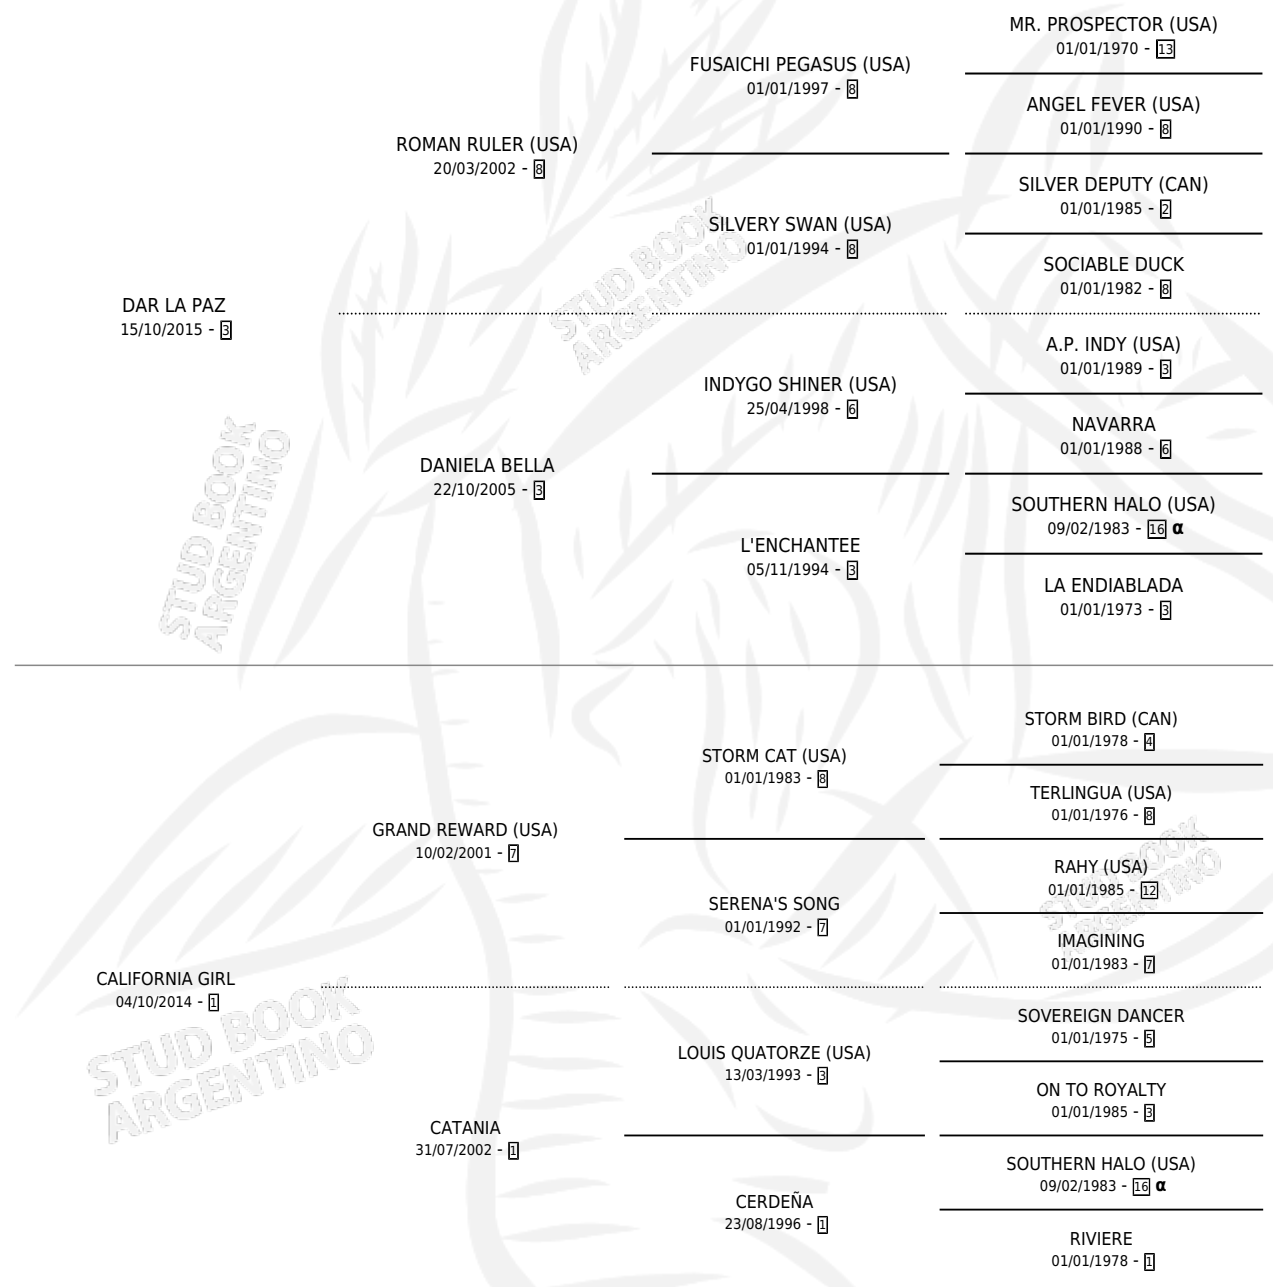 MR. PROSPECTOR (USA)
01/01/1970 - 13
FUSAICHI PEGASUS (USA)
01/01/1997 - 8
ANGEL FEVER (USA)
01/01/1990 - 8
ROMAN RULER (USA)
20/03/2002 - 8
SILVER DEPUTY (CAN)
01/01/1985 - 2
SILVERY SWAN (USA)
01/01/1994 - 8
SOCIABLE DUCK
01/01/1982 - 8
STUD BOOK
ARGENTINO
DAR LA PAZ
15/10/2015 - 3
A.P. INDY (USA)
01/01/1989 - 3
INDYGO SHINER (USA)
25/04/1998 - 6
NAVARRA
01/01/1988 - 6
DANIELA BELLA
22/10/2005 - 3
SOUTHERN HALO (USA)
09/02/1983 - 16 α
L'ENCHANTEE
05/11/1994 - 3
LA ENDIABLADA
01/01/1973 - 3
STUD BOOK
ARGENTINO
STORM BIRD (CAN)
01/01/1978 - 4
STORM CAT (USA)
01/01/1983 - 8
TERLINGUA (USA)
01/01/1976 - 8
GRAND REWARD (USA)
10/02/2001 - 7
RAHY (USA)
01/01/1985 - 12
SERENA'S SONG
01/01/1992 - 7
IMAGINING
01/01/1983 - 7
STUD BOOK
ARGENTINO
CALIFORNIA GIRL
04/10/2014 - 1
SOVEREIGN DANCER
01/01/1975 - 5
LOUIS QUATORZE (USA)
13/03/1993 - 3
ON TO ROYALTY
01/01/1985 - 3
CATANIA
31/07/2002 - 1
SOUTHERN HALO (USA)
09/02/1983 - 16 α
CERDEÑA
23/08/1996 - 1
RIVIERE
01/01/1978 - 1
STUD BOOK
ARGENTINO